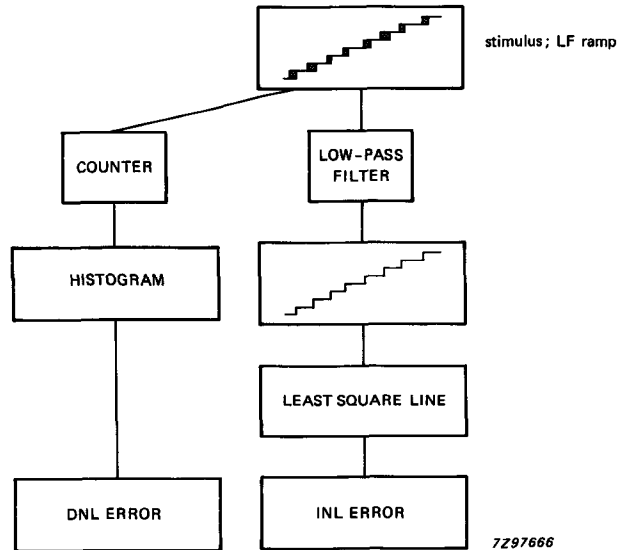 stimulus; LF ramp
COUNTER
LOW-PASS
FILTER
HISTOGRAM
LEAST SQUARE LINE
DNL ERROR
INL ERROR
7Z97666